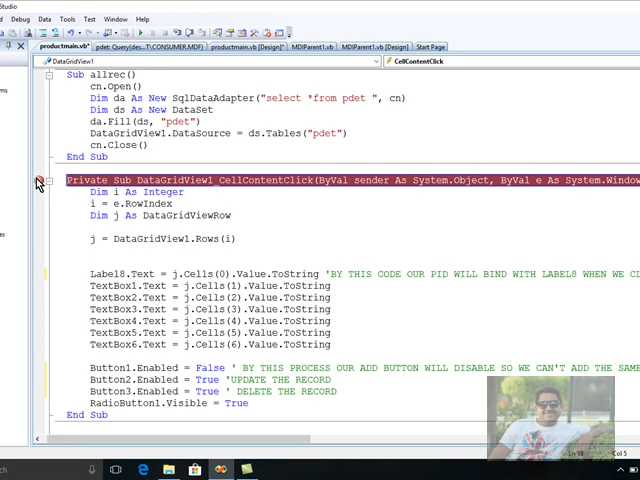 Studio
Debug Data Tools Test Window Help
productmain.vb* pdet: Query(des...T\CONSUMER.MDF) productmain.vb [Design]* MDIParent1.vb MDIParent1.vb [Design] Start Page
DataGridView1 CellContentClick
Sub allrec()
cn.Open()
Dim da As New SqlDataAdapter("select *from pdet ", cn)
Dim ds As New DataSet
da.Fill(ds, "pdet")
DataGridView1.DataSource = ds.Tables("pdet")
cn.Close()
End Sub
Private Sub DataGridView1_CellContentClick(ByVal sender As System.Object, ByVal e As System.Window
Dim i As Integer
i = e.RowIndex
Dim j As DataGridViewRow
j = DataGridView1.Rows(i)
Label8.Text = j.Cells(0).Value.ToString 'BY THIS CODE OUR PID WILL BIND WITH LABEL8 WHEN WE CL
TextBox1.Text = j.Cells(1).Value.ToString
TextBox2.Text = j.Cells(2).Value.ToString
TextBox3.Text = j.Cells(3).Value.ToString
TextBox4.Text = j.Cells(4).Value.ToString
TextBox5.Text = j.Cells(5).Value.ToString
TextBox6.Text = j.Cells(6).Value.ToString
Button1.Enabled = False ' BY THIS PROCESS OUR ADD BUTTON WILL DISABLE SO WE CAN'T ADD THE SAME
Button2.Enabled = True 'UPDATE THE RECORD
Button3.Enabled = True ' DELETE THE RECORD
RadioButton1.Visible = True
End Sub
Col 5